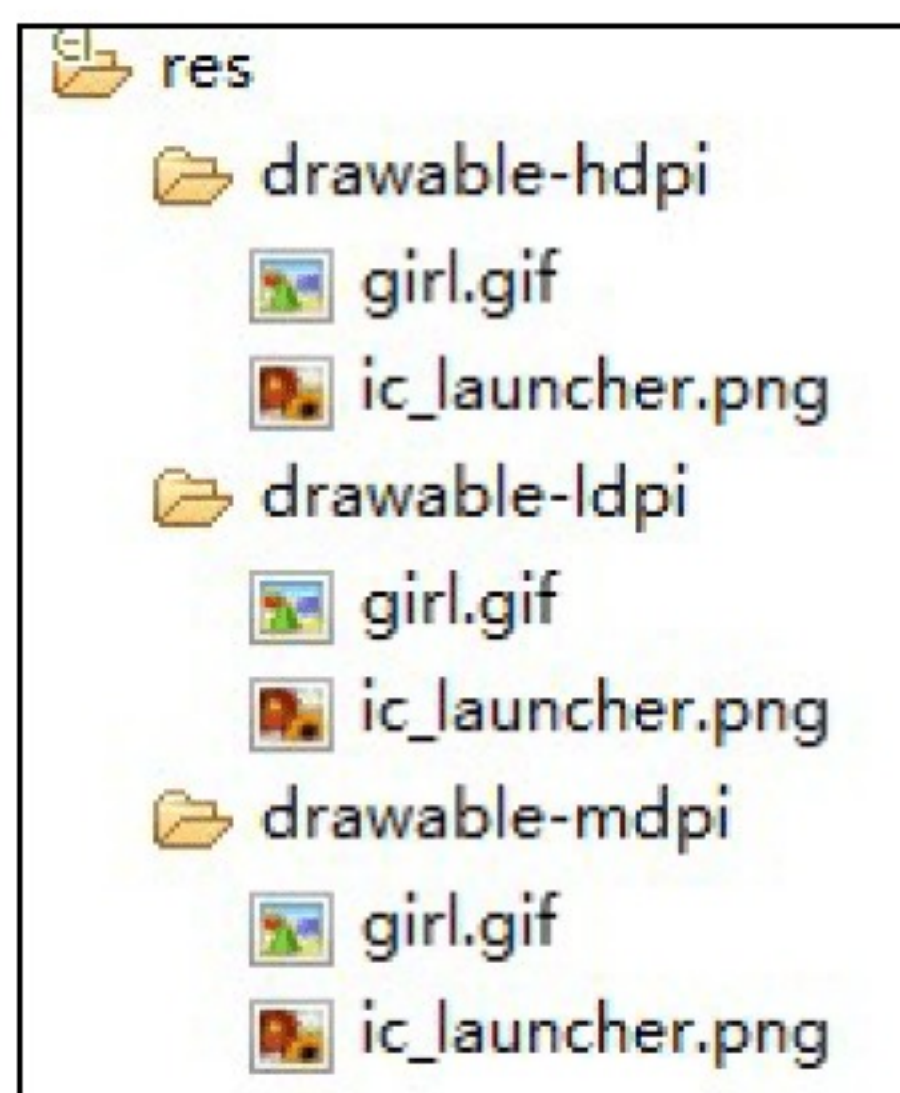 res
drawable-hdpi
girl.gif
ic_launcher.png
drawable-ldpi
girl.gif
ic_launcher.png
drawable-mdpi
girl.gif
ic_launcher.png